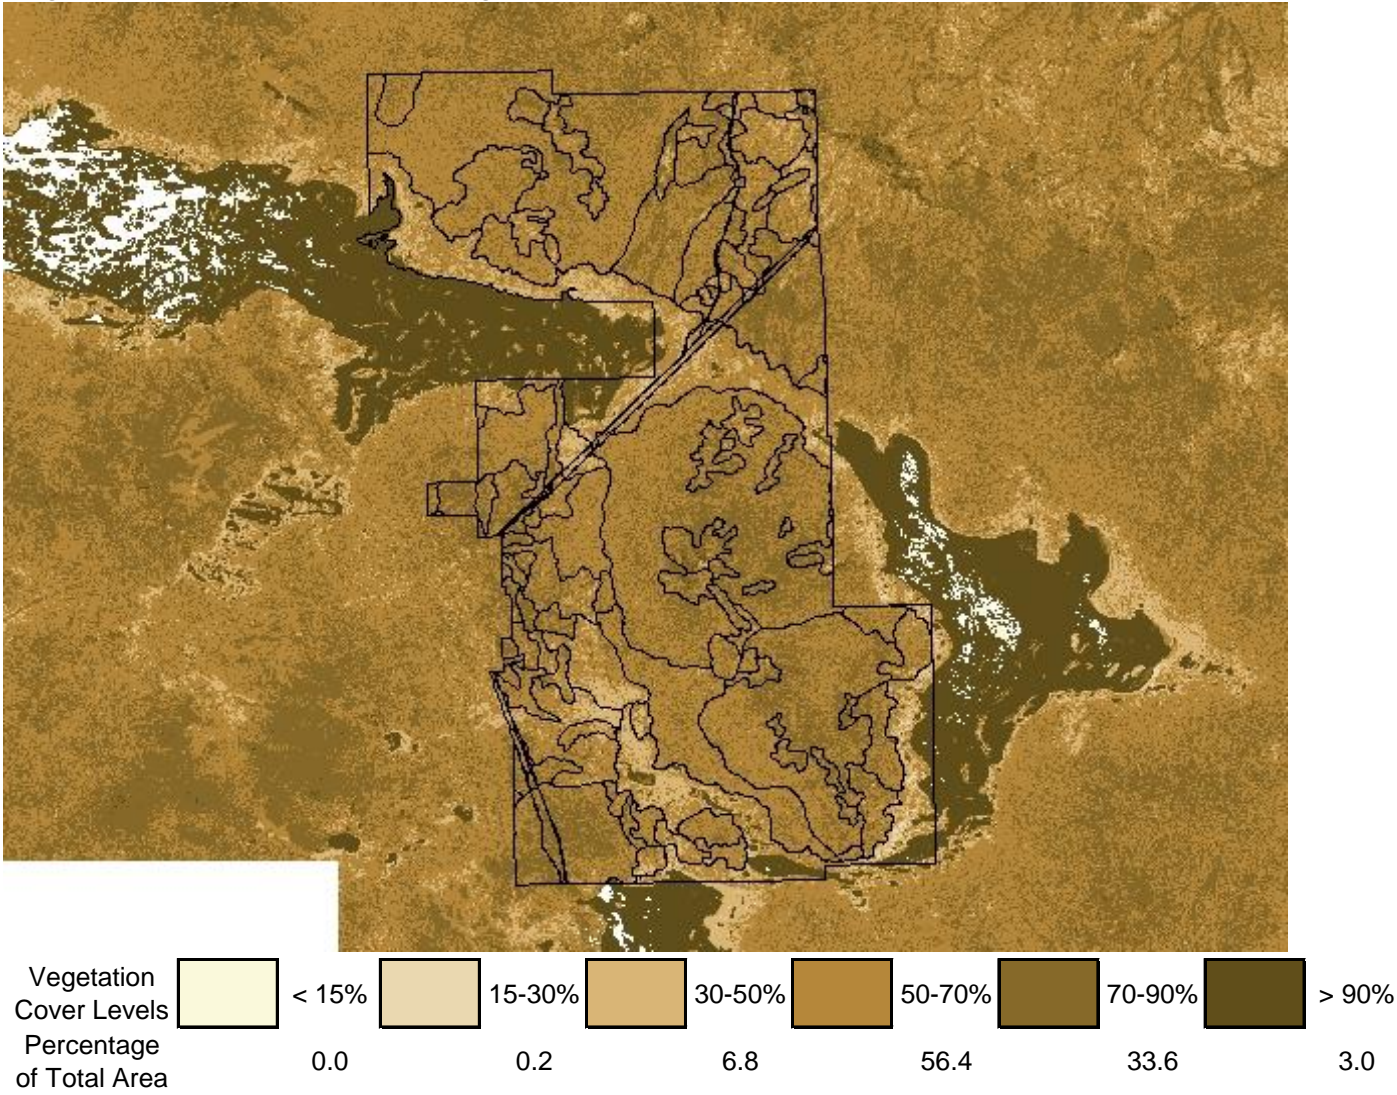 Vegetation
Cover Levels
< 15% 15-30% 30-50% 50-70% 70-90% > 90%
Percentage
of Total Area
0.0 0.2 6.8 56.4 33.6 3.0